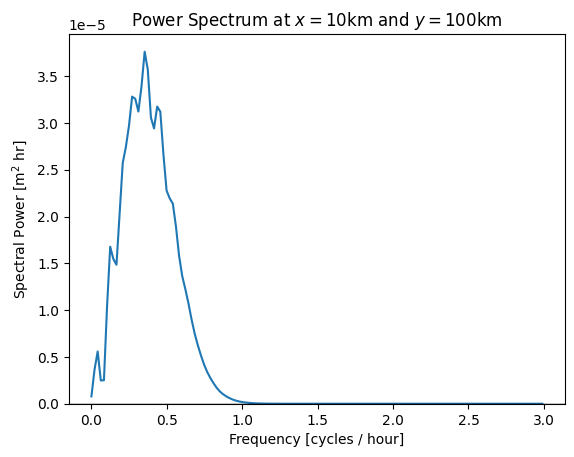 Power Spectrum at x = 10km and y = 100km
1e−5
3.5
3.0
2.5
2.0
1.5
1.0
0.5
0.0
Spectral Power [m² hr]
0.0 0.5 1.0 1.5 2.0 2.5 3.0
Frequency [cycles / hour]